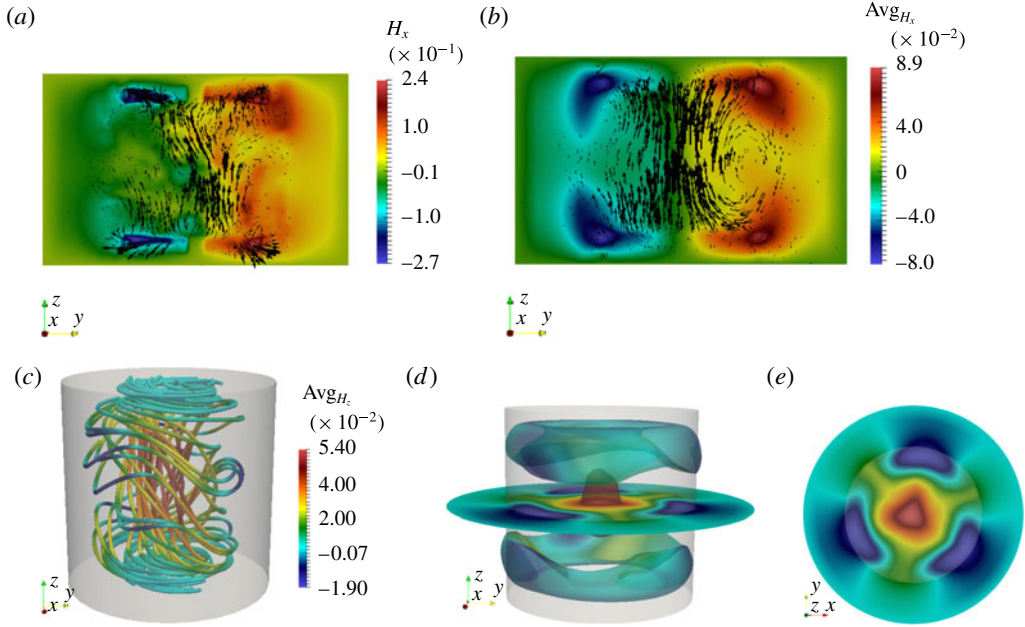 (a)
H_x
(× 10⁻¹)
2.4
1.0
−0.1
−1.0
−2.7
z
x
y
(b)
Avg_{H_x}
(× 10⁻²)
8.9
4.0
0
−4.0
−8.0
z
x
y
(c)
Avg_{H_z}
(× 10⁻²)
5.40
4.00
2.00
−0.07
−1.90
z
x
y
(d)
z
x
y
(e)
y
z
x